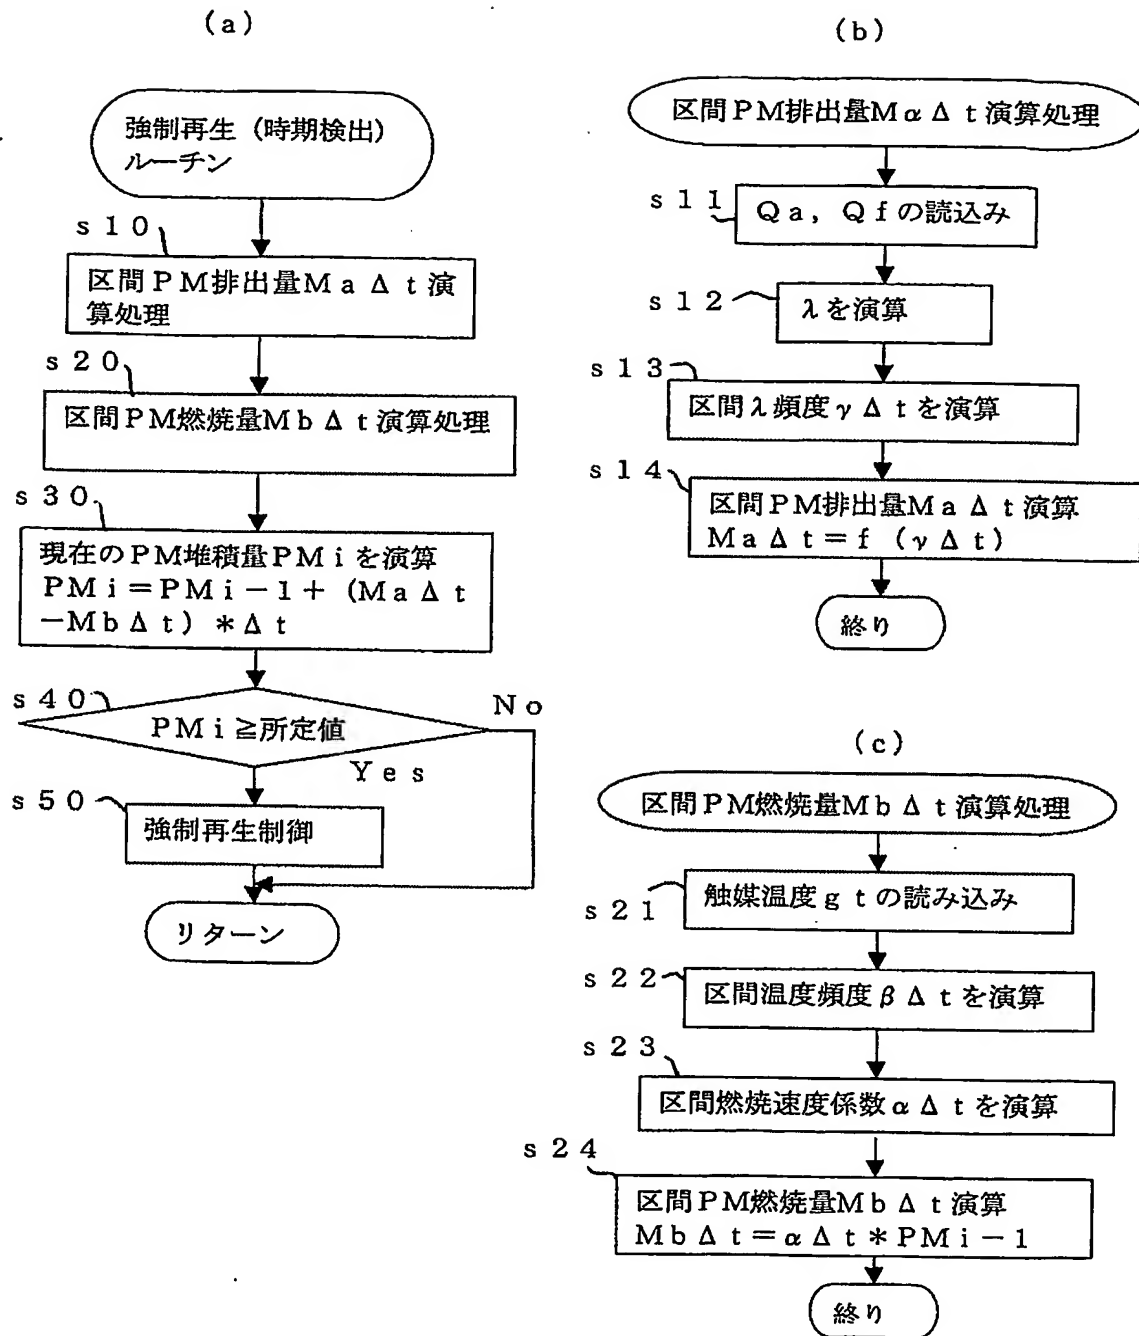 (a)
強制再生(時期検出)
ルーチン
s10
区間PM排出量MaΔt演
算処理
s20
区間PM燃焼量MbΔt演算処理
s30
現在のPM堆積量PMiを演算
PMi=PMi-1+(MaΔt
-MbΔt)*Δt
s40
PMi≧所定値
No
Yes
s50
強制再生制御
リターン
(b)
区間PM排出量MαΔt演算処理
s11
Qa,Qfの読込み
s12
λを演算
s13
区間λ頻度γΔtを演算
s14
区間PM排出量MaΔt演算
MaΔt=f(γΔt)
終り
(c)
区間PM燃焼量MbΔt演算処理
s21
触媒温度gtの読み込み
s22
区間温度頻度βΔtを演算
s23
区間燃焼速度係数αΔtを演算
s24
区間PM燃焼量MbΔt演算
MbΔt=αΔt*PMi-1
終り